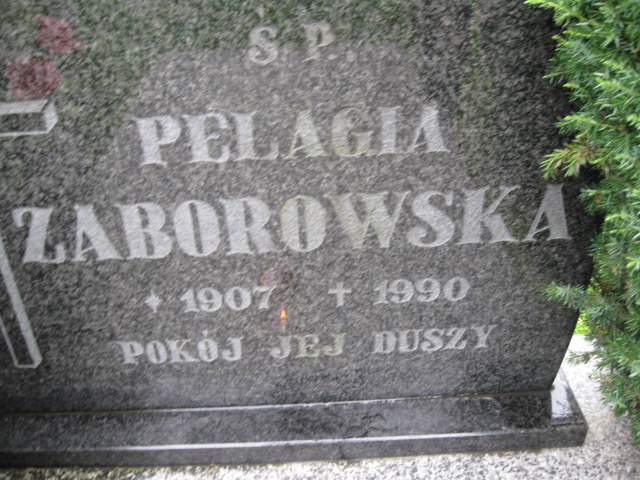 Ś.P.
PELAGIA
ZABOROWSKA
* 1907 † 1990
POKÓJ JEJ DUSZY